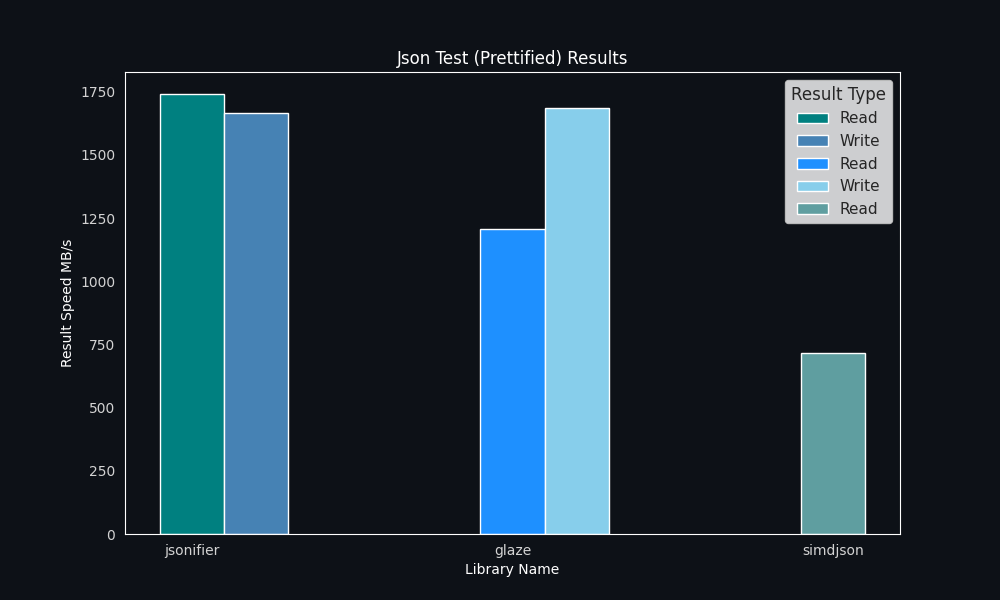 Json Test (Prettified) Results
Result Type
Read
Write
Read
Write
Read
1750
1500
1250
1000
750
500
250
0
Result Speed MB/s
jsonifier
glaze
simdjson
Library Name